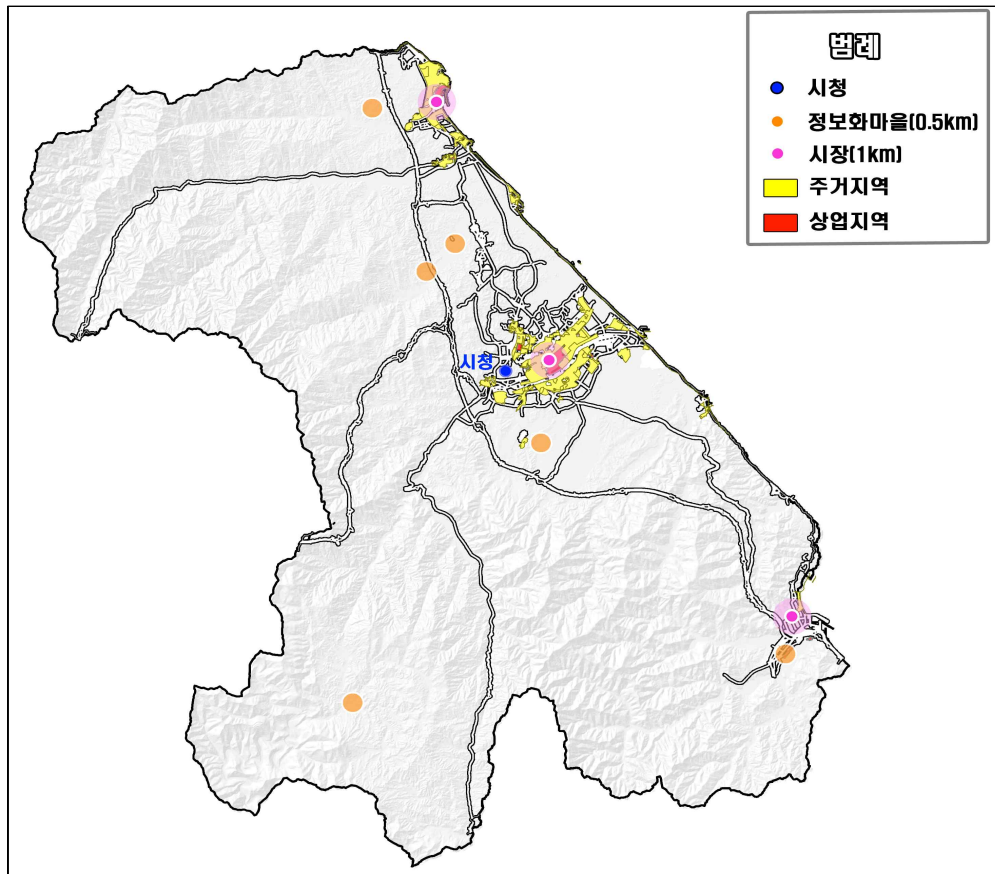 범례
시청
정보화마을(0.5km)
시장(1km)
주거지역
상업지역
시청